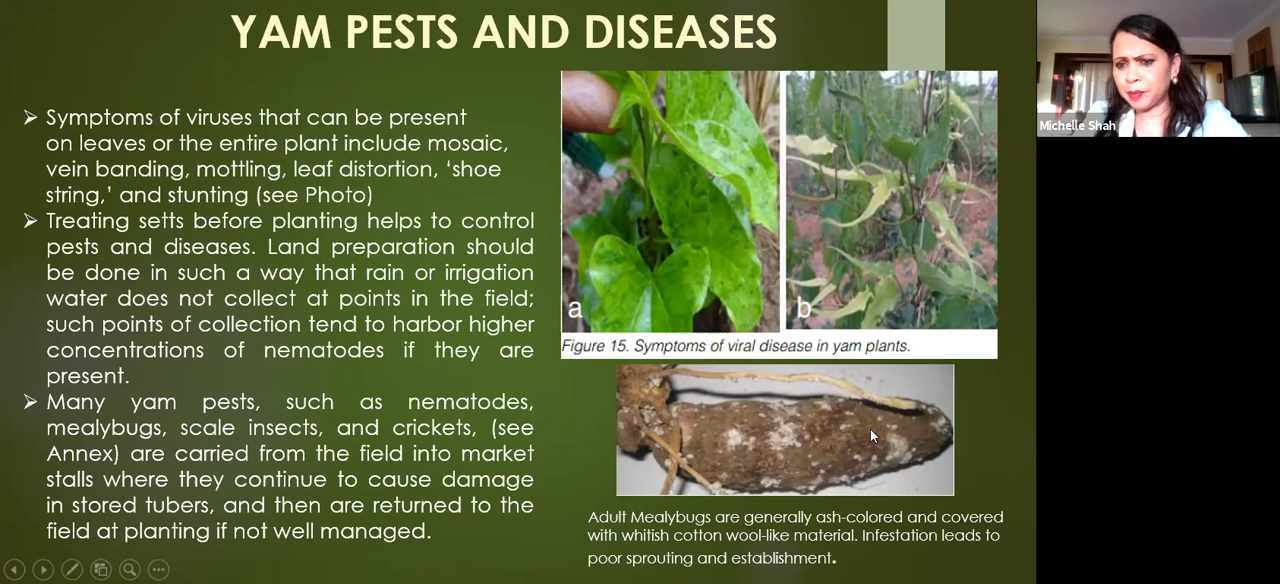 YAM PESTS AND DISEASES
➢ Symptoms of viruses that can be present
on leaves or the entire plant include mosaic,
vein banding, mottling, leaf distortion, ‘shoe
string,’ and stunting (see Photo)
➢ Treating setts before planting helps to control
pests and diseases. Land preparation should
be done in such a way that rain or irrigation
water does not collect at points in the field;
such points of collection tend to harbor higher
concentrations of nematodes if they are
present.
➢ Many yam pests, such as nematodes,
mealybugs, scale insects, and crickets, (see
Annex) are carried from the field into market
stalls where they continue to cause damage
in stored tubers, and then are returned to the
field at planting if not well managed.
a
b
Figure 15. Symptoms of viral disease in yam plants.
Adult Mealybugs are generally ash-colored and covered
with whitish cotton wool-like material. Infestation leads to
poor sprouting and establishment.
Michelle Shah